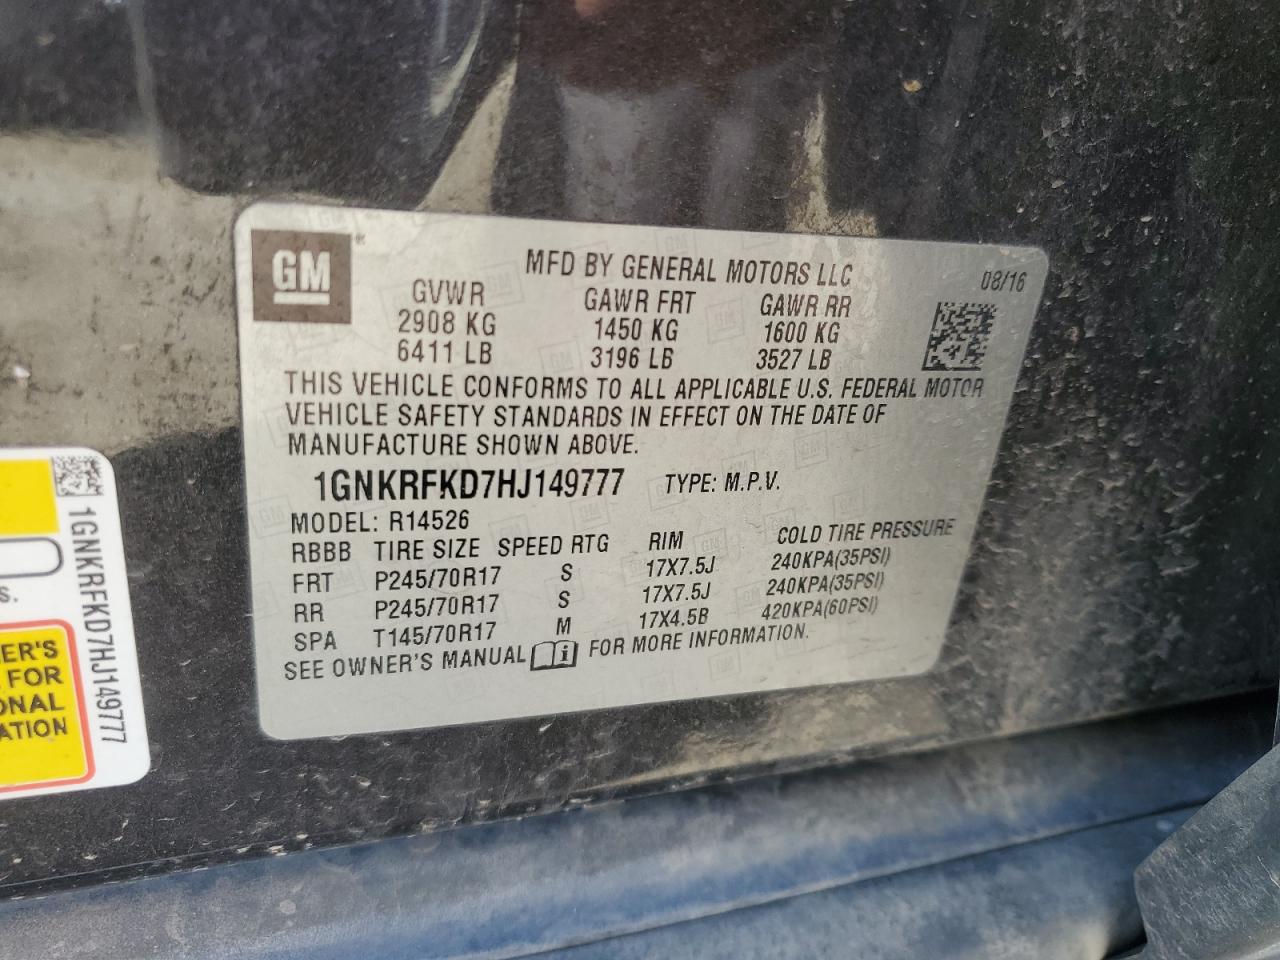 GM
MFD BY GENERAL MOTORS LLC
08/16
GVWR GAWR FRT GAWR RR
2908 KG 1450 KG 1600 KG
6411 LB 3196 LB 3527 LB
THIS VEHICLE CONFORMS TO ALL APPLICABLE U.S. FEDERAL MOTOR
VEHICLE SAFETY STANDARDS IN EFFECT ON THE DATE OF
MANUFACTURE SHOWN ABOVE.
1GNKRFKD7HJ149777 TYPE: M.P.V.
MODEL: R14526
RBBB TIRE SIZE SPEED RTG RIM COLD TIRE PRESSURE
FRT P245/70R17 S 17X7.5J 240KPA(35PSI)
RR P245/70R17 S 17X7.5J 240KPA(35PSI)
SPA T145/70R17 M 17X4.5B 420KPA(60PSI)
SEE OWNER'S MANUAL i FOR MORE INFORMATION.
1GNKRFKD7HJ149777
S.
ER'S
FOR
ONAL
ATION